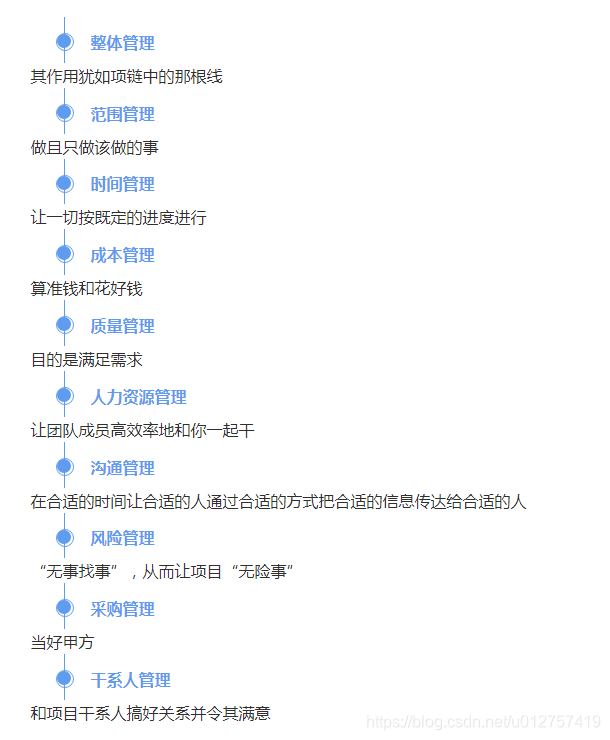 整体管理
其作用犹如项链中的那根线
范围管理
做且只做该做的事
时间管理
让一切按既定的进度进行
成本管理
算准钱和花好钱
质量管理
目的是满足需求
人力资源管理
让团队成员高效率地和你一起干
沟通管理
在合适的时间让合适的人通过合适的方式把合适的信息传达给合适的人
风险管理
“无事找事”，从而让项目“无险事”
采购管理
当好甲方
干系人管理
和项目干系人搞好关系并令其满意
https://blog.csdn.net/u012757419